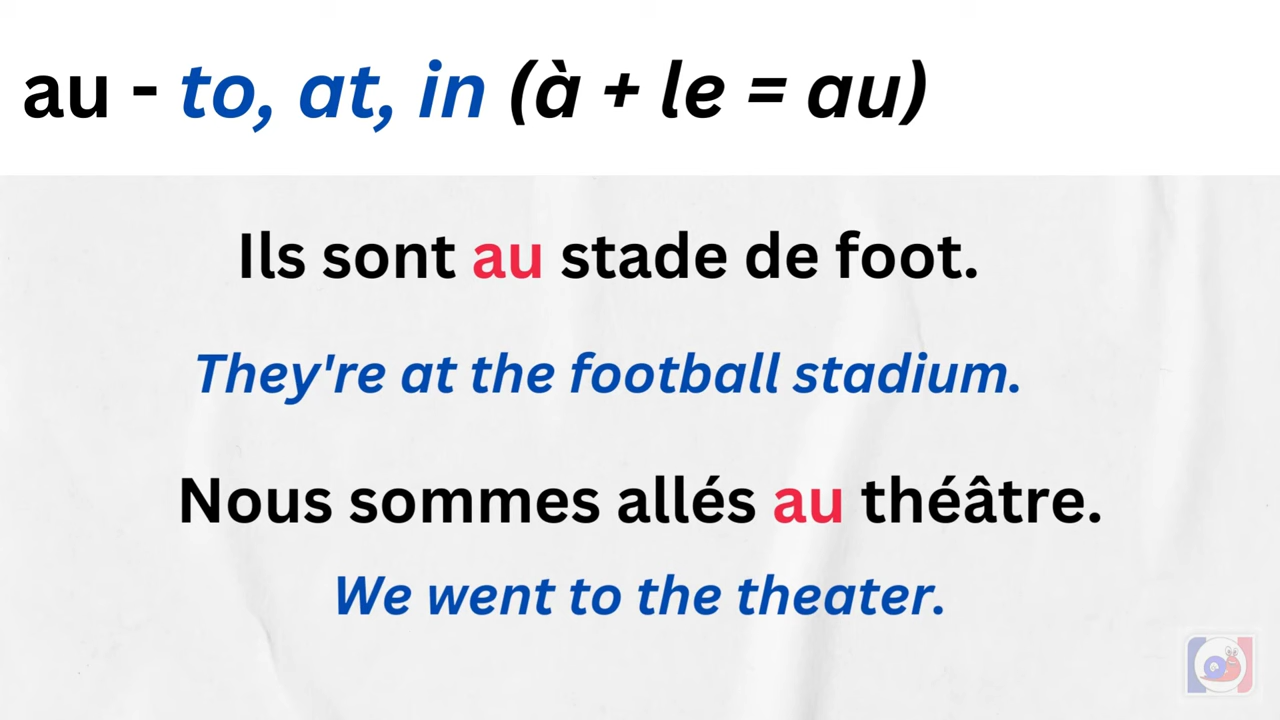 au - to, at, in (à + le = au)
Ils sont au stade de foot.
They're at the football stadium.
Nous sommes allés au théâtre.
We went to the theater.